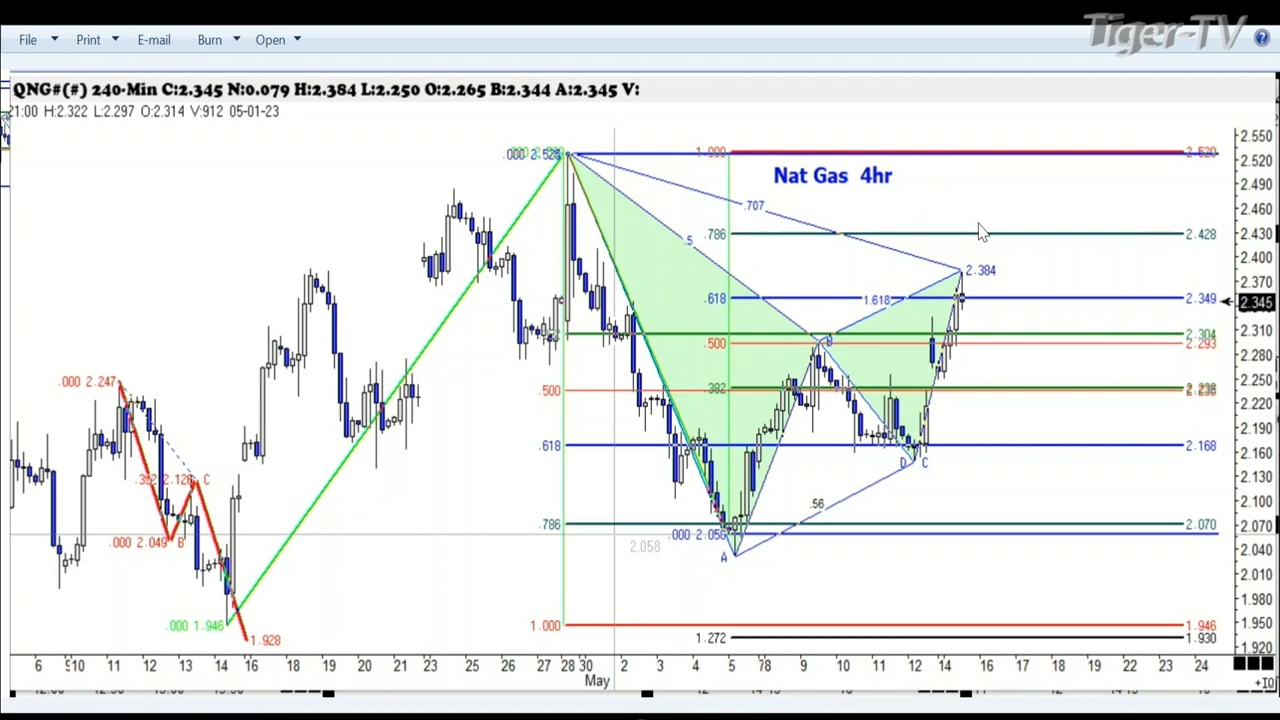 Tiger-TV
File Print E-mail Burn Open
QNG#(#) 240-Min C:2.345 N:0.079 H:2.384 L:2.250 O:2.265 B:2.344 A:2.345 V:
21:00 H:2.322 L:2.297 O:2.314 V:912 05-01-23
Nat Gas 4hr
2.550
.000 2.525 1.000 2.520
2.520
2.490
.707
2.460
.5 .786 2.428
2.430
2.400
2.384
2.370
.618 1.618 2.349
2.345
2.304
2.310
.500 B 2.293
2.280
.000 2.247
.500 .382
2.250
2.220
2.190
.618 2.168
D C
2.160
.382 2.126 C
2.130
.56
2.100
.786 2.070
2.070
.000 2.056
.000 2.049 B 2.058
A
2.040
2.010
1.980
.000 1.946 1.000 1.946
1.950
1.928 1.272 1.930
1.920
6 9 10 11 12 13 14 16 18 19 20 21 23 25 26 27 28 30 2 3 4 5 7 8 9 10 11 12 14 16 17 18 19 21 22 23 24
May